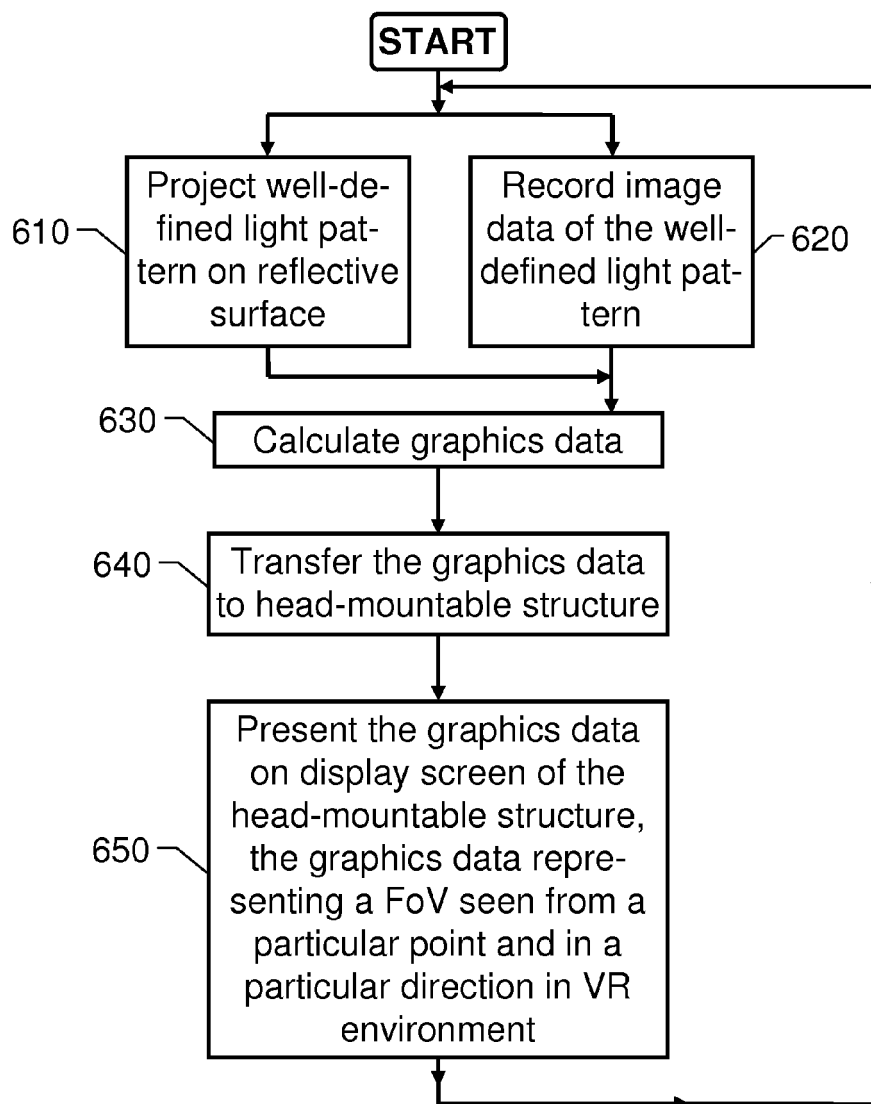 START
610
Project well-de-
fined light pat-
tern on reflective
surface
Record image
data of the well-
defined light pat-
tern
620
630
Calculate graphics data
640
Transfer the graphics data
to head-mountable structure
650
Present the graphics data
on display screen of the
head-mountable structure,
the graphics data repre-
senting a FoV seen from a
particular point and in a
particular direction in VR
environment